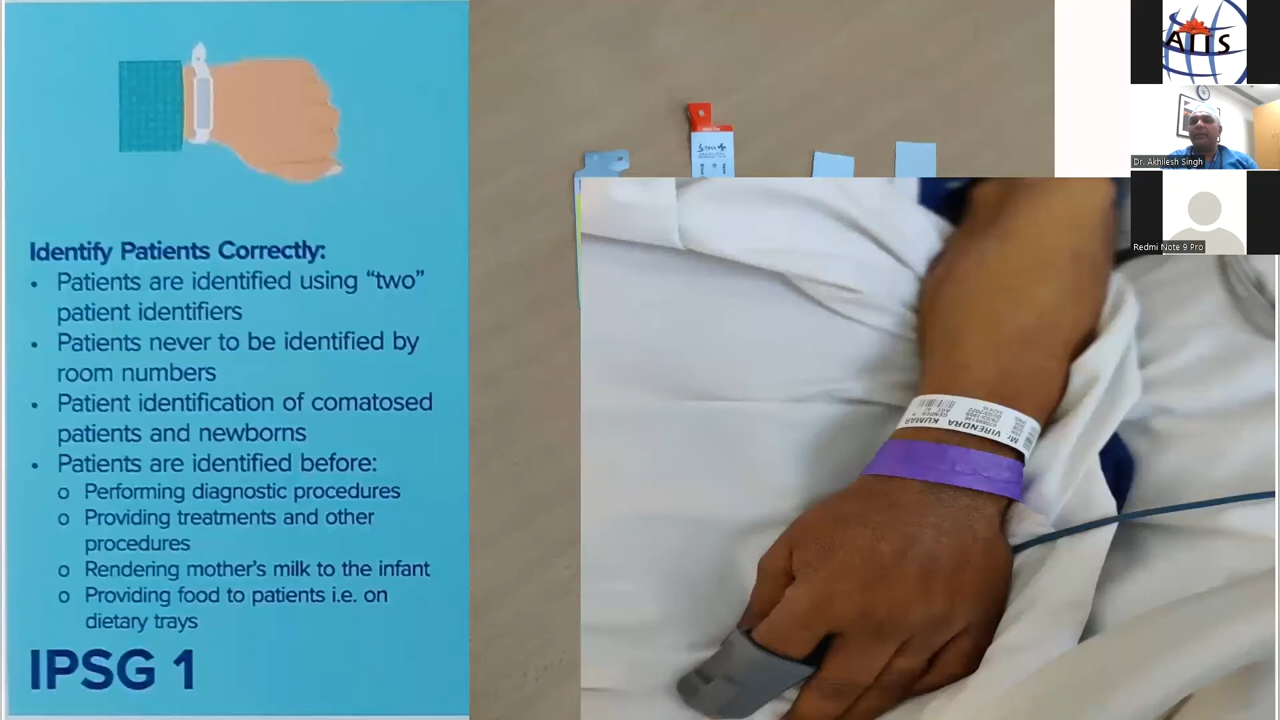 Identify Patients Correctly:
• Patients are identified using “two”
patient identifiers
• Patients never to be identified by
room numbers
• Patient identification of comatosed
patients and newborns
• Patients are identified before:
o Performing diagnostic procedures
o Providing treatments and other
procedures
o Rendering mother's milk to the infant
o Providing food to patients i.e. on
dietary trays
IPSG 1
Mr. VIRENDRA KUMAR
GENDER
AGE
AIIS
Dr. Akhilesh Singh
Redmi Note 9 Pro